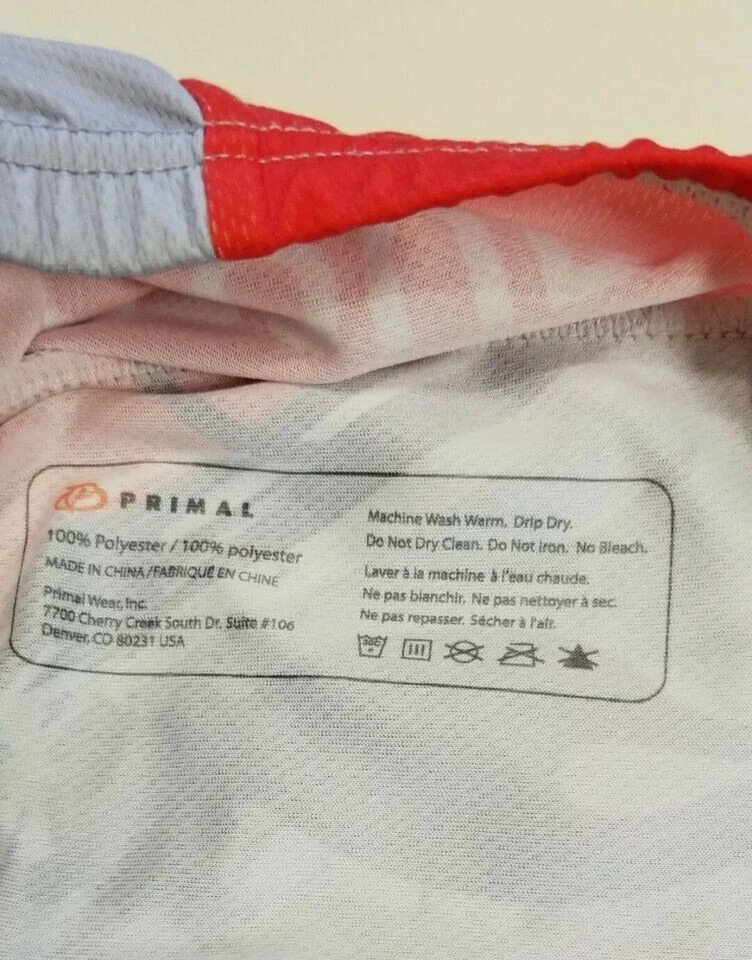 PRIMAL
100% Polyester / 100% polyester
MADE IN CHINA/FABRIQUÉ EN CHINE
Primal Wear, Inc.
7700 Cherry Creek South Dr. Suite #106
Denver, CO 80231 USA
Machine Wash Warm. Drip Dry.
Do Not Dry Clean. Do Not Iron. No Bleach.
Laver à la machine à l'eau chaude.
Ne pas blanchir. Ne pas nettoyer à sec.
Ne pas repasser. Sécher à l'air.